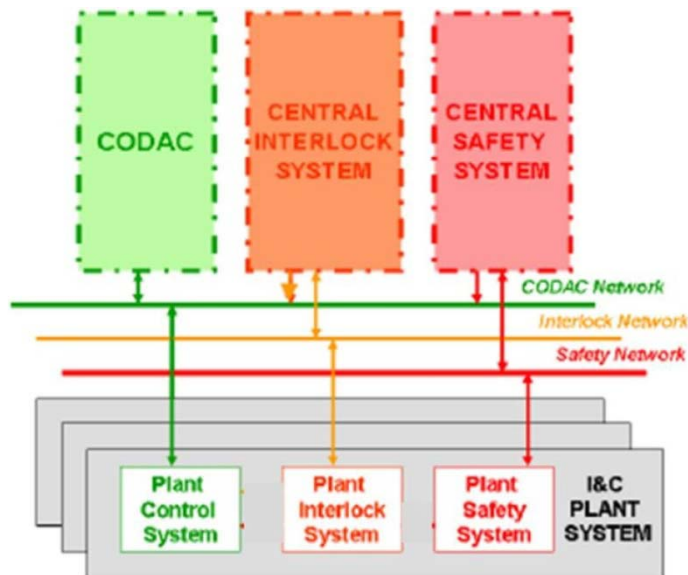 CODAC
CENTRAL
INTERLOCK
SYSTEM
CENTRAL
SAFETY
SYSTEM
CODAC Network
Interlock Network
Safety Network
Plant
Control
System
Plant
Interlock
System
Plant
Safety
System
I&C
PLANT
SYSTEM